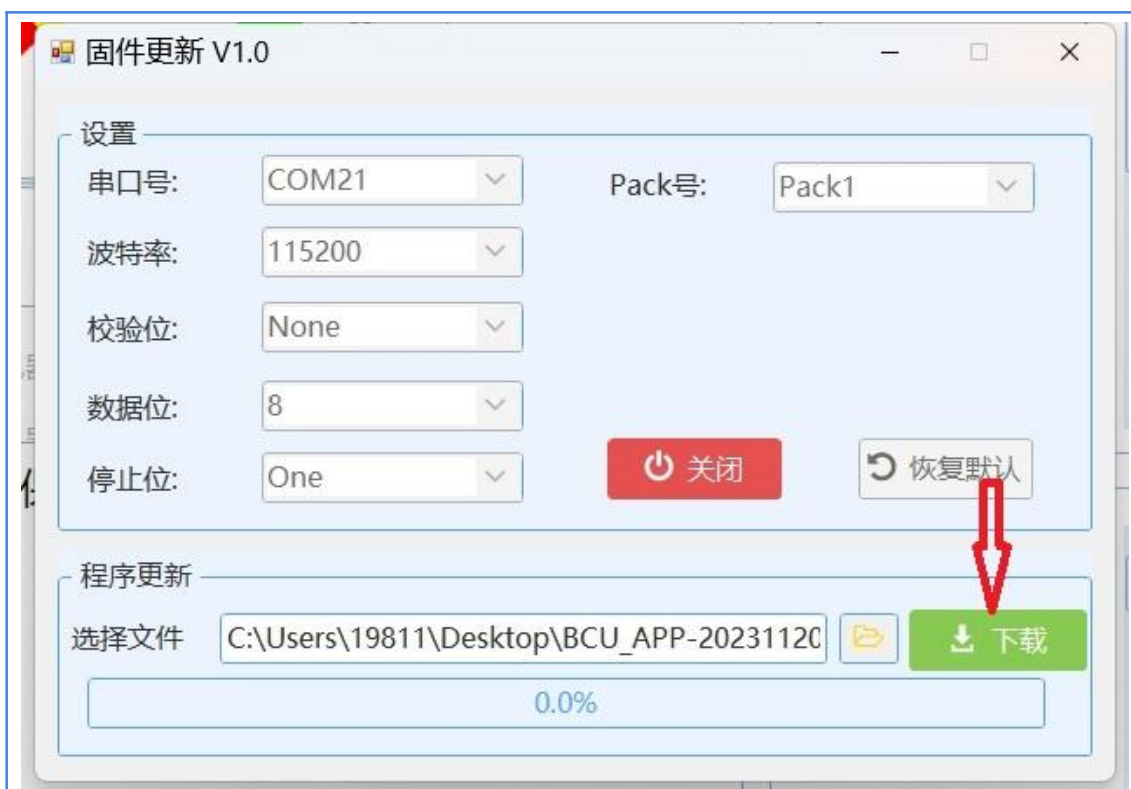 固件更新 V1.0
设置
串口号: COM21 Pack号: Pack1
波特率: 115200
校验位: None
数据位: 8
停止位: One 关闭 恢复默认
程序更新
选择文件 C:\Users\19811\Desktop\BCU_APP-20231120 下载
0.0%